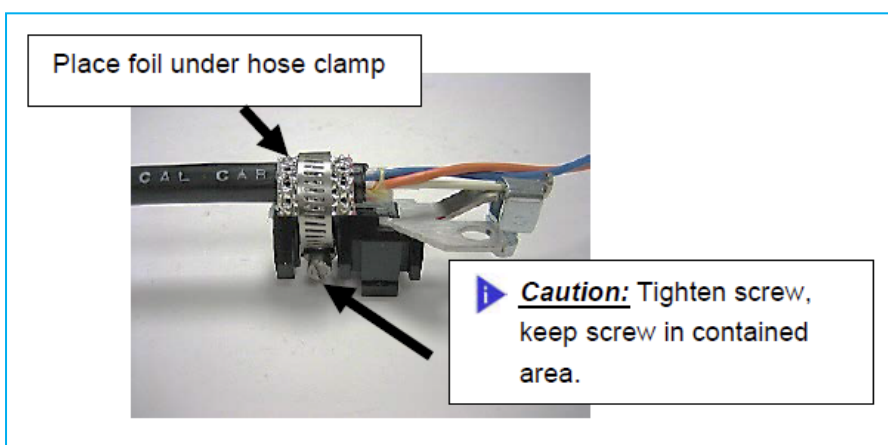 Place foil under hose clamp
CAL CAB
Caution: Tighten screw,
keep screw in contained
area.